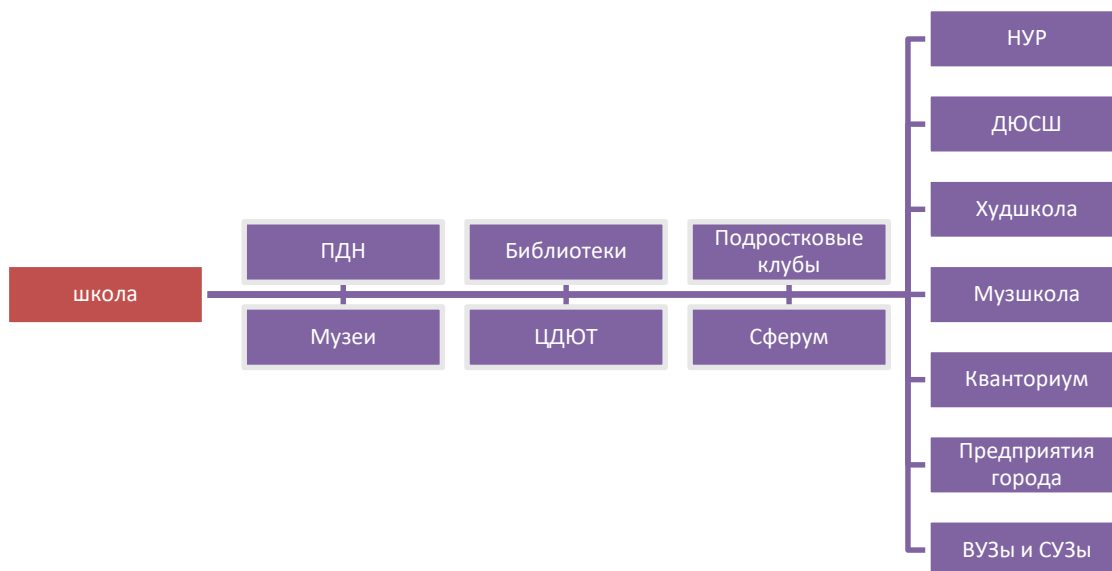 школа
ПДН
Библиотеки
Подростковые
клубы
Музеи
ЦДЮТ
Сферум
НУР
ДЮСШ
Худшкола
Музшкола
Кванториум
Предприятия
города
ВУЗы и СУЗы